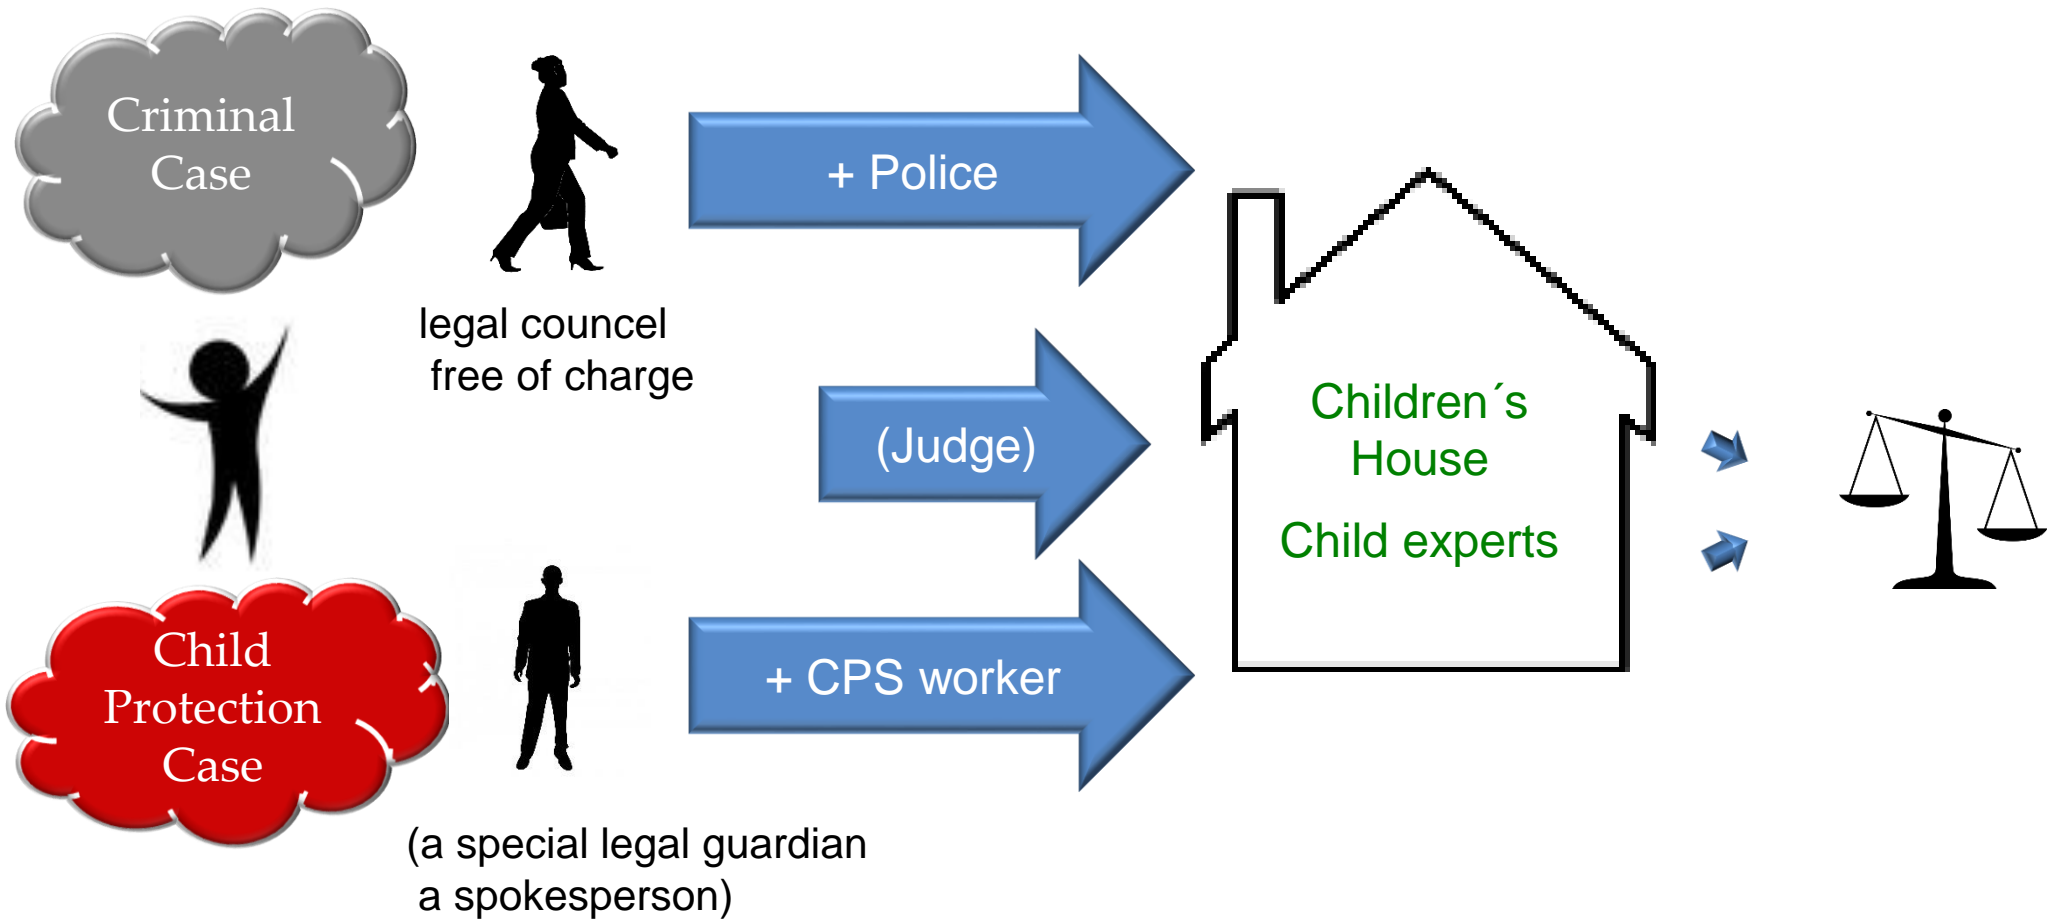 Criminal
Case
+ Police
legal councel
free of charge
(Judge)
Children´s
House
Child experts
Child
Protection
Case
+ CPS worker
(a special legal guardian
a spokesperson)